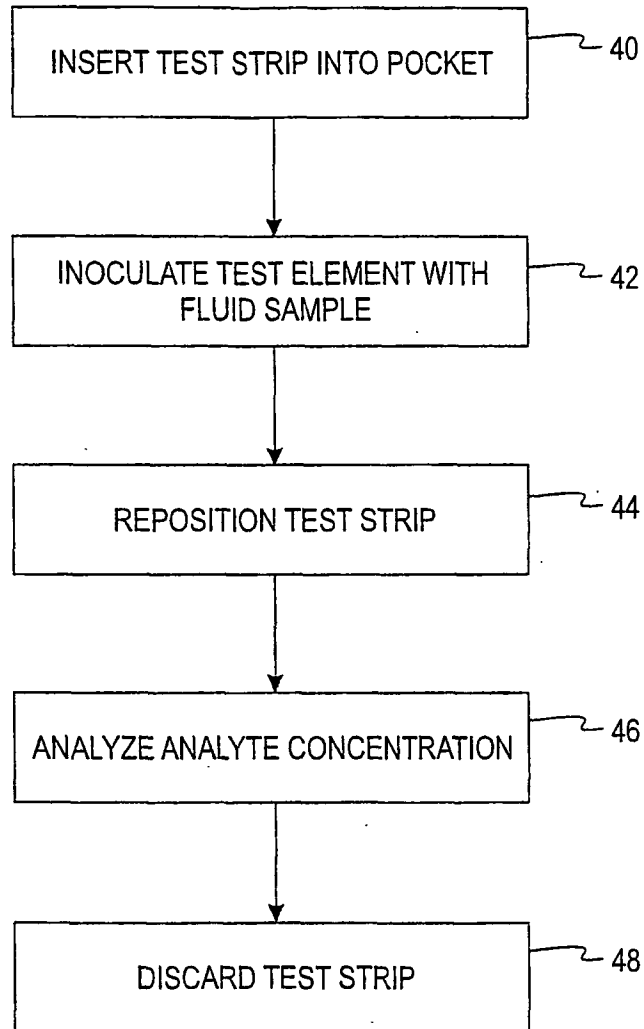 INSERT TEST STRIP INTO POCKET
40
INOCULATE TEST ELEMENT WITH
FLUID SAMPLE
42
REPOSITION TEST STRIP
44
ANALYZE ANALYTE CONCENTRATION
46
DISCARD TEST STRIP
48